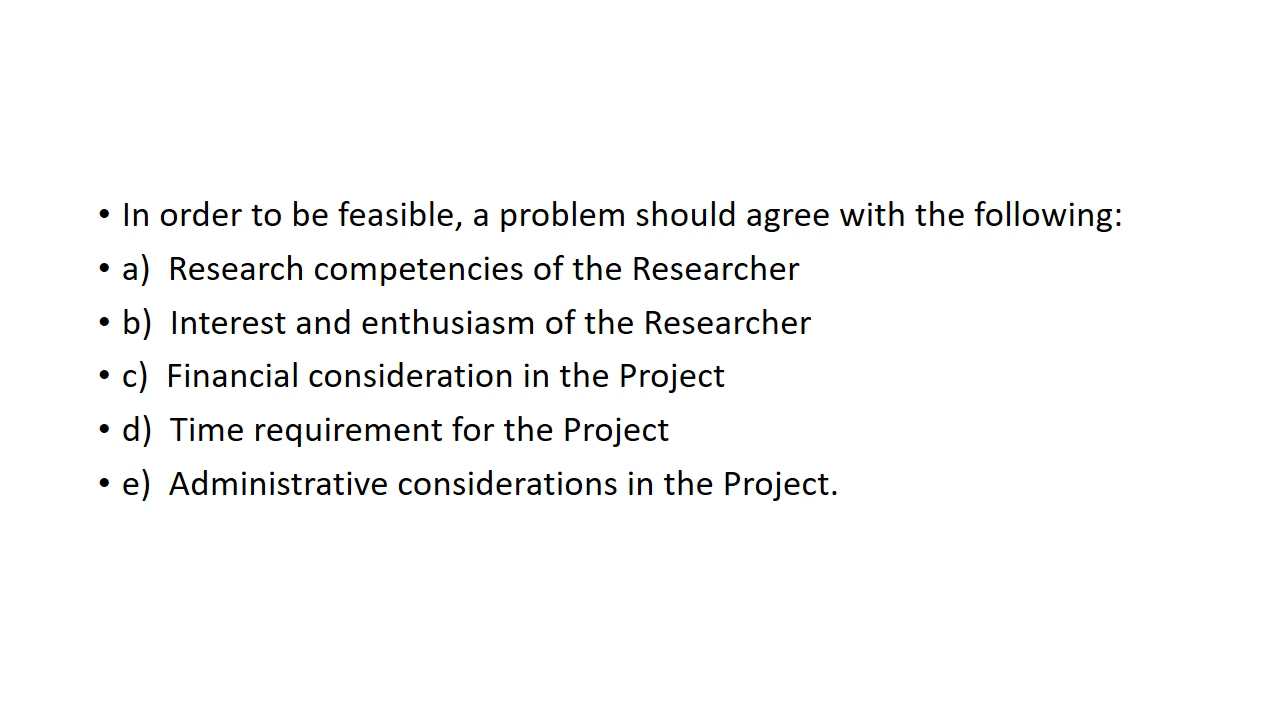 • In order to be feasible, a problem should agree with the following:
• a)  Research competencies of the Researcher
• b)  Interest and enthusiasm of the Researcher
• c)  Financial consideration in the Project
• d)  Time requirement for the Project
• e)  Administrative considerations in the Project.